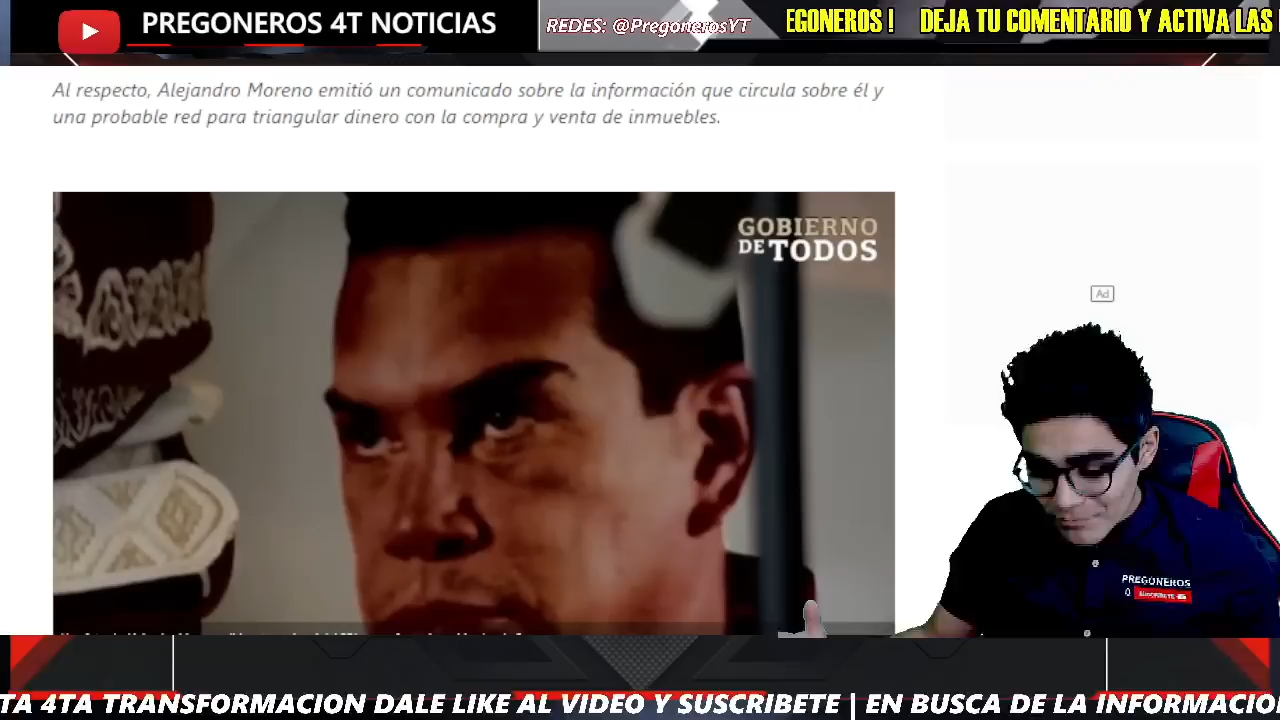 PREGONEROS 4T NOTICIAS
REDES: @PregonerosYT
EGONEROS ! DEJA TU COMENTARIO Y ACTIVA LAS
Al respecto, Alejandro Moreno emitió un comunicado sobre la información que circula sobre él y
una probable red para triangular dinero con la compra y venta de inmuebles.
GOBIERNO
DE TODOS
Ad
PREGONEROS
SUSCRIBETE
TA 4TA TRANSFORMACION DALE LIKE AL VIDEO Y SUSCRIBETE | EN BUSCA DE LA INFORMACIO